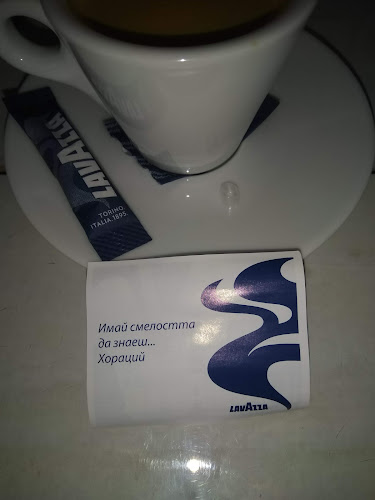 LAVAZZA
TORINO,
ITALIA, 1895
Имай смелостта
да знаеш...
Хораций
LAVAZZA